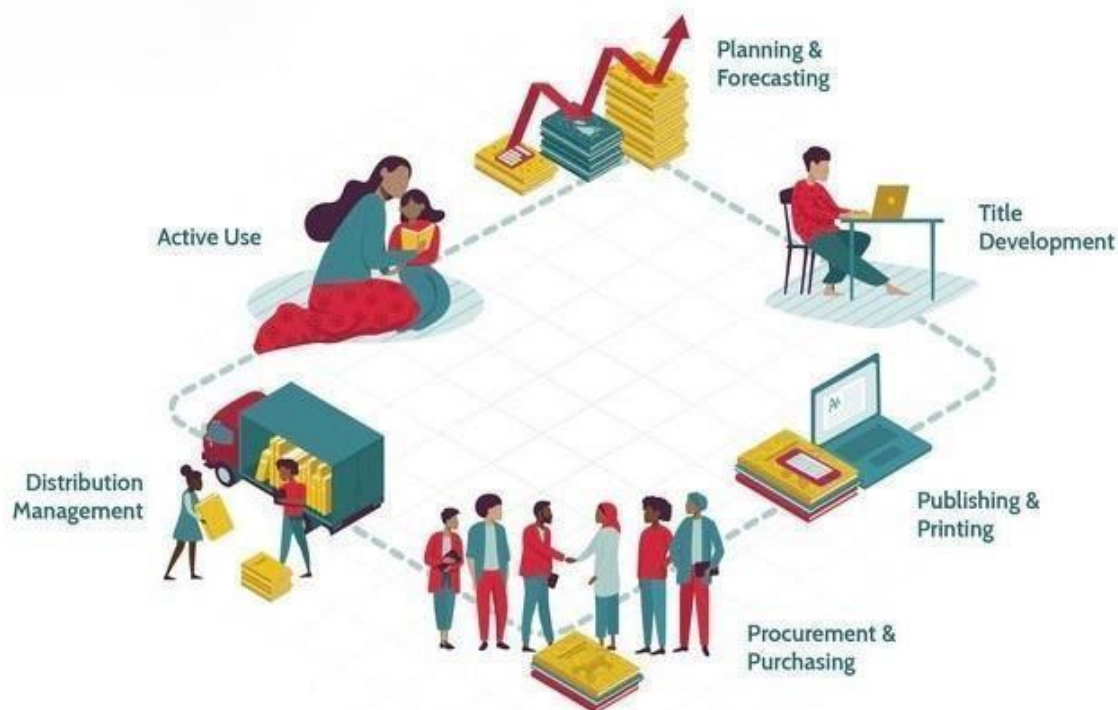 Planning &
Forecasting
Title
Development
Publishing &
Printing
Procurement &
Purchasing
Distribution
Management
Active Use
A+